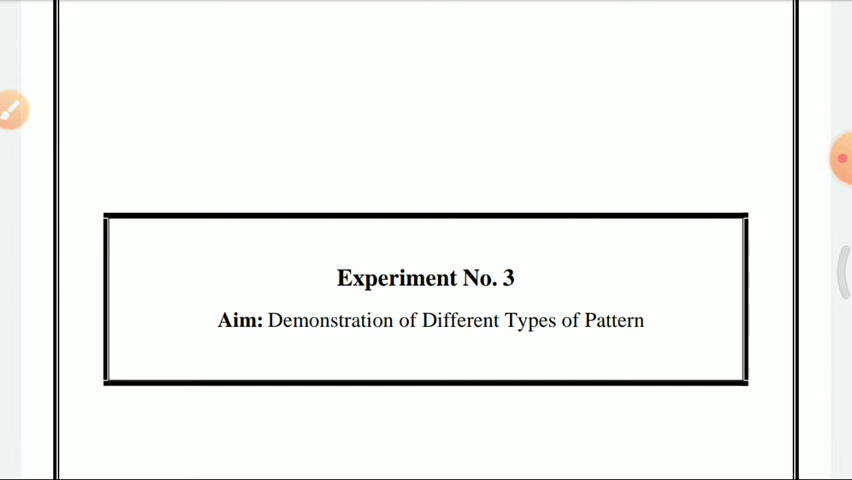 Experiment No. 3
Aim: Demonstration of Different Types of Pattern